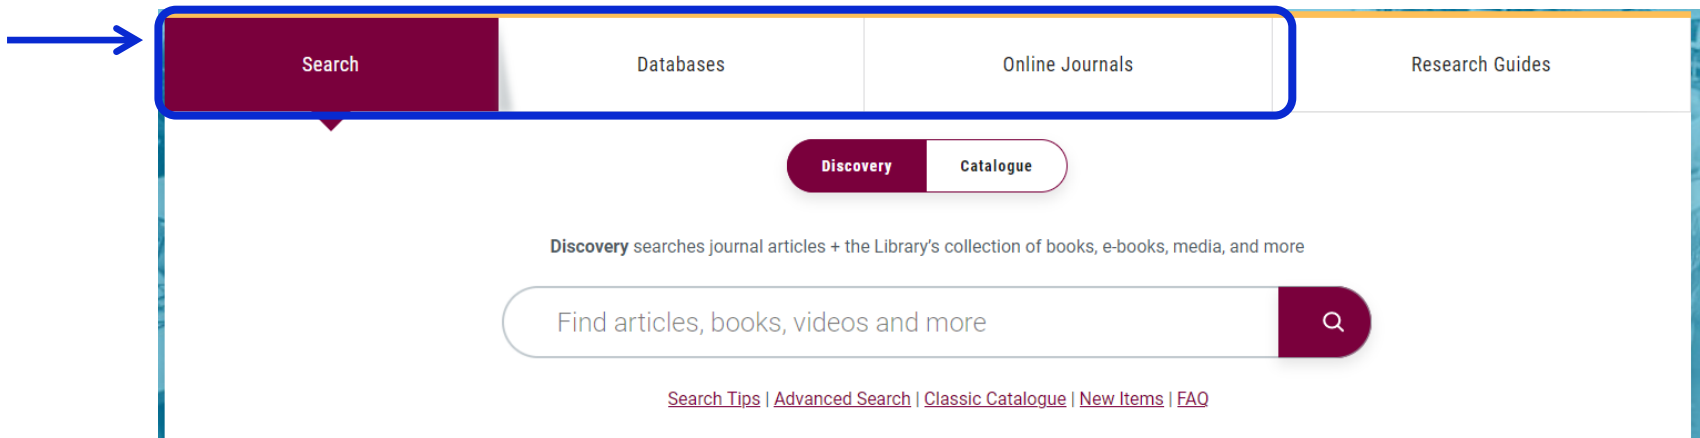 Search Databases Online Journals Research Guides
Discovery Catalogue
Discovery searches journal articles + the Library's collection of books, e-books, media, and more
Find articles, books, videos and more
Search Tips | Advanced Search | Classic Catalogue | New Items | FAQ